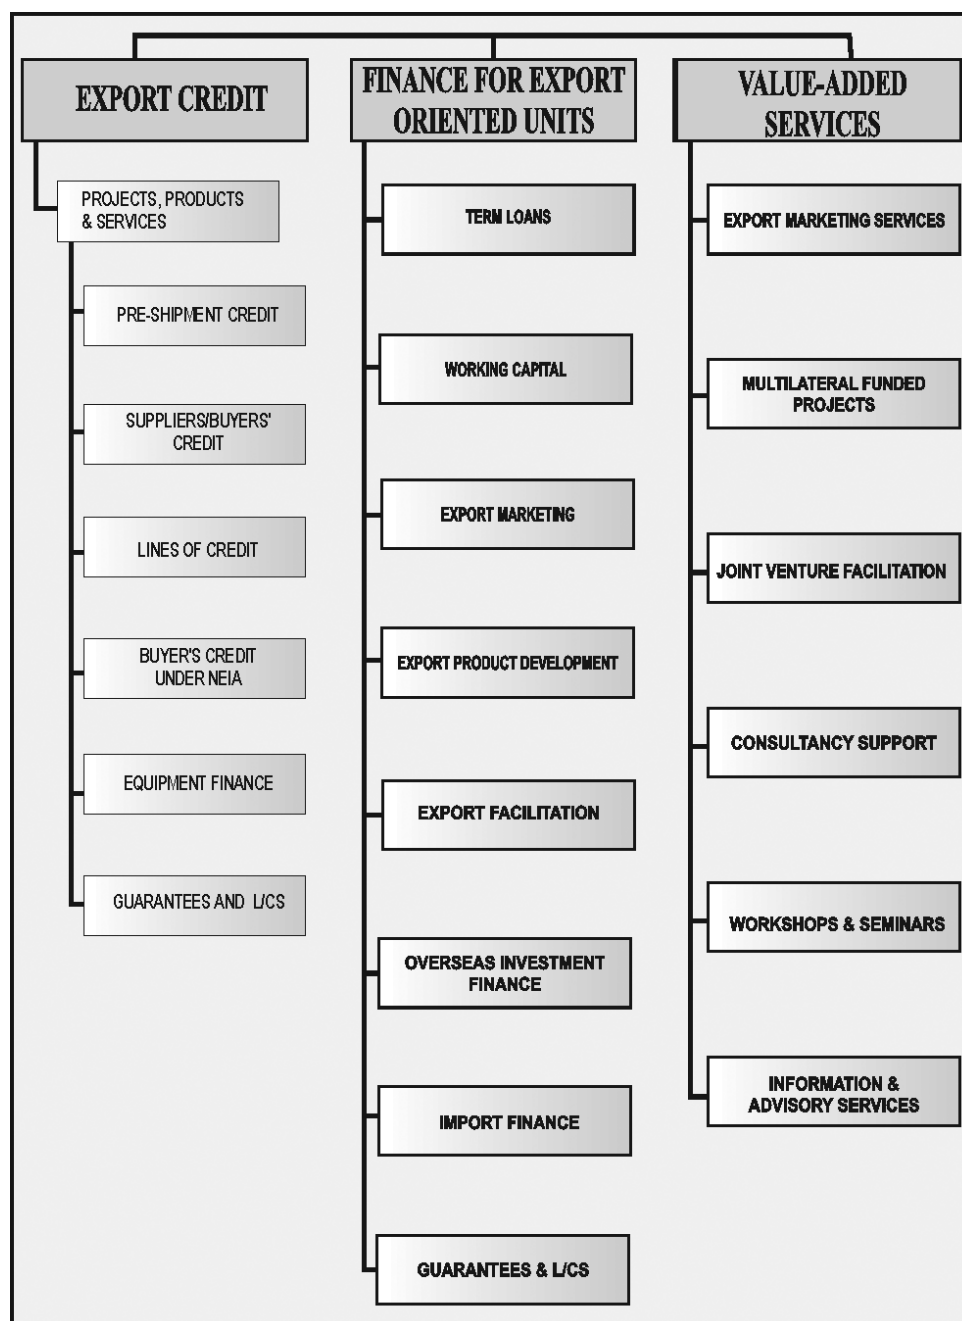 EXPORT CREDIT
PROJECTS, PRODUCTS
& SERVICES
PRE-SHIPMENT CREDIT
SUPPLIERS/BUYERS'
CREDIT
LINES OF CREDIT
BUYER'S CREDIT
UNDER NEIA
EQUIPMENT FINANCE
GUARANTEES AND L/CS
FINANCE FOR EXPORT
ORIENTED UNITS
TERM LOANS
WORKING CAPITAL
EXPORT MARKETING
EXPORT PRODUCT DEVELOPMENT
EXPORT FACILITATION
OVERSEAS INVESTMENT
FINANCE
IMPORT FINANCE
GUARANTEES & L/CS
VALUE-ADDED
SERVICES
EXPORT MARKETING SERVICES
MULTILATERAL FUNDED
PROJECTS
JOINT VENTURE FACILITATION
CONSULTANCY SUPPORT
WORKSHOPS & SEMINARS
INFORMATION &
ADVISORY SERVICES